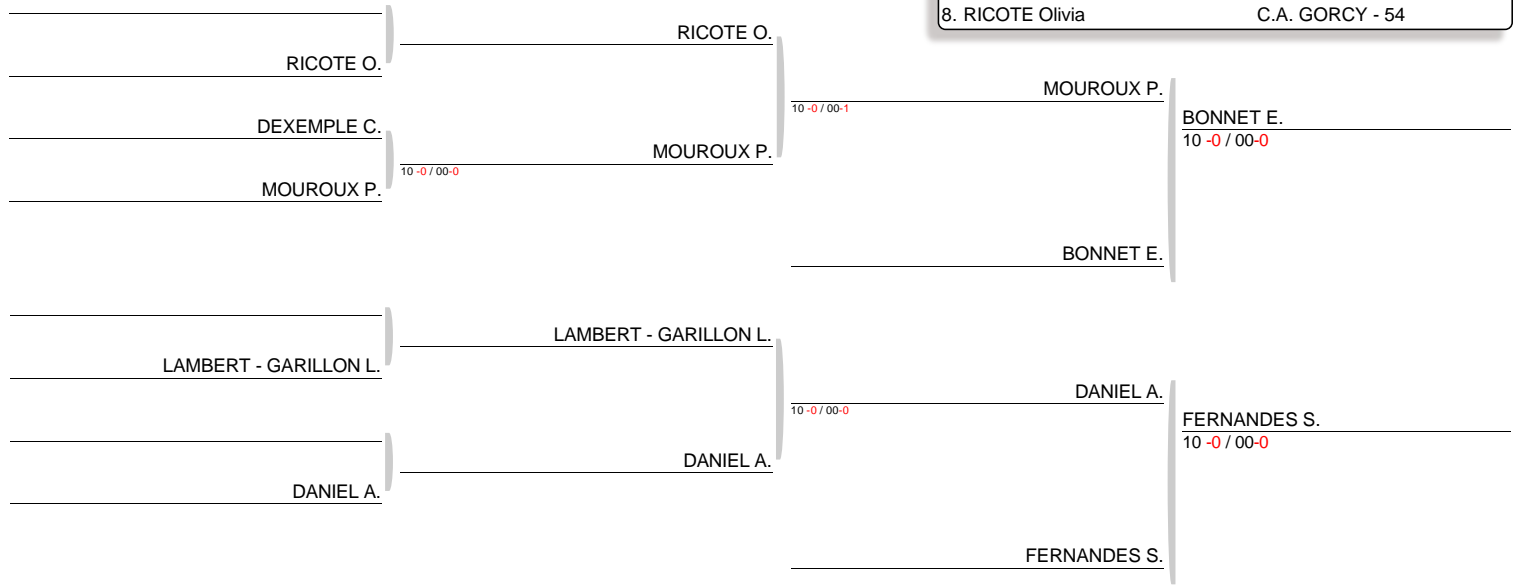 8. RICOTE Olivia C.A. GORCY - 54
RICOTE O.
RICOTE O.
MOUROUX P.
10 -0 / 00-1
BONNET E.
10 -0 / 00-0
DEXEMPLE C.
MOUROUX P.
10 -0 / 00-0
MOUROUX P.
BONNET E.
LAMBERT - GARILLON L.
LAMBERT - GARILLON L.
DANIEL A.
10 -0 / 00-0
FERNANDES S.
10 -0 / 00-0
DANIEL A.
DANIEL A.
FERNANDES S.